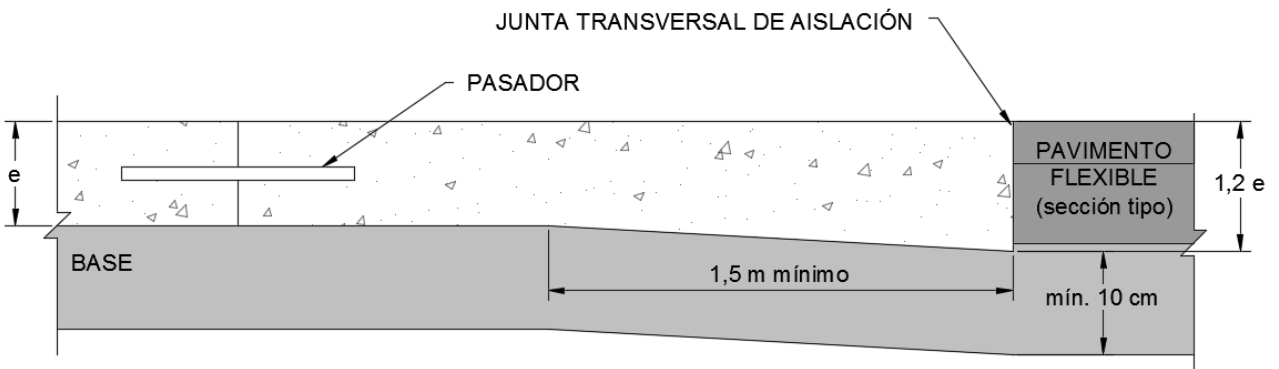 JUNTA TRANSVERSAL DE AISLACIÓN
PASADOR
e
PAVIMENTO
FLEXIBLE
(sección tipo)
1,2 e
BASE
1,5 m mínimo
mín. 10 cm